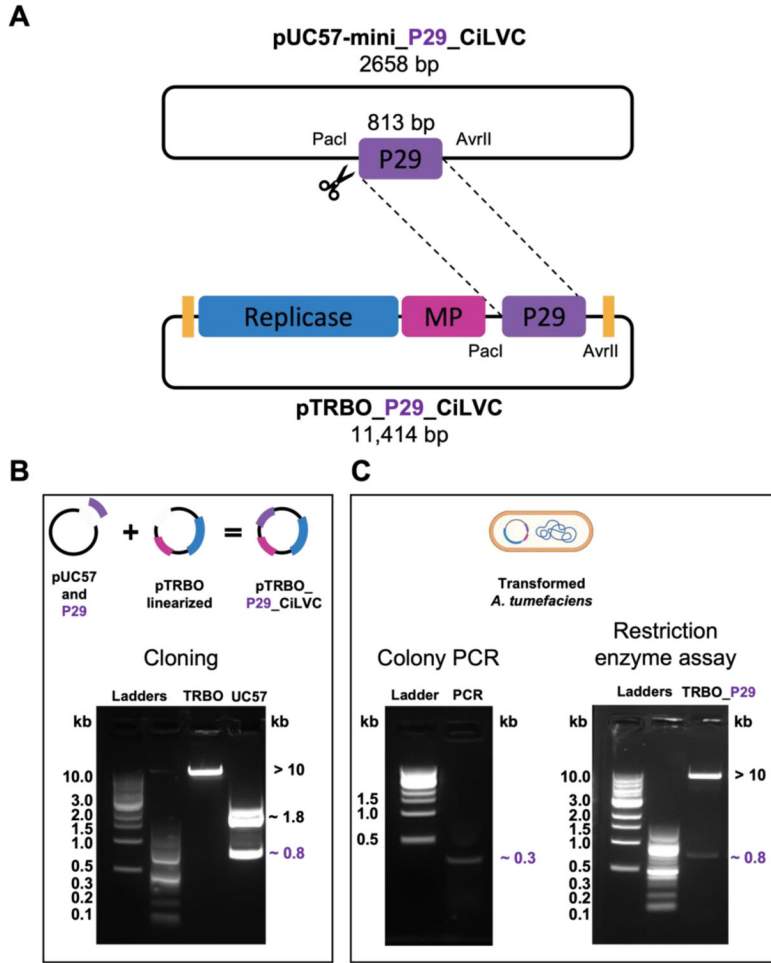 A
pUC57-mini_P29_CiLVC
2658 bp
813 bp
PacI
AvrII
P29
Replicase
MP
P29
PacI
AvrII
pTRBO_P29_CiLVC
11,414 bp
B
+
=
pUC57
and
P29
pTRBO
linearized
pTRBO_
P29_CiLVC
Cloning
Ladders TRBO UC57
kb
kb
10.0
3.0
2.0
1.5
1.0
0.5
0.3
0.2
0.1
> 10
~ 1.8
~ 0.8
C
Transformed
A. tumefaciens
Colony PCR
Ladder PCR
kb
kb
1.5
1.0
0.5
~ 0.3
Restriction
enzyme assay
Ladders TRBO_P29
kb
kb
10.0
3.0
2.0
1.5
1.0
0.5
0.3
0.2
0.1
> 10
~ 0.8